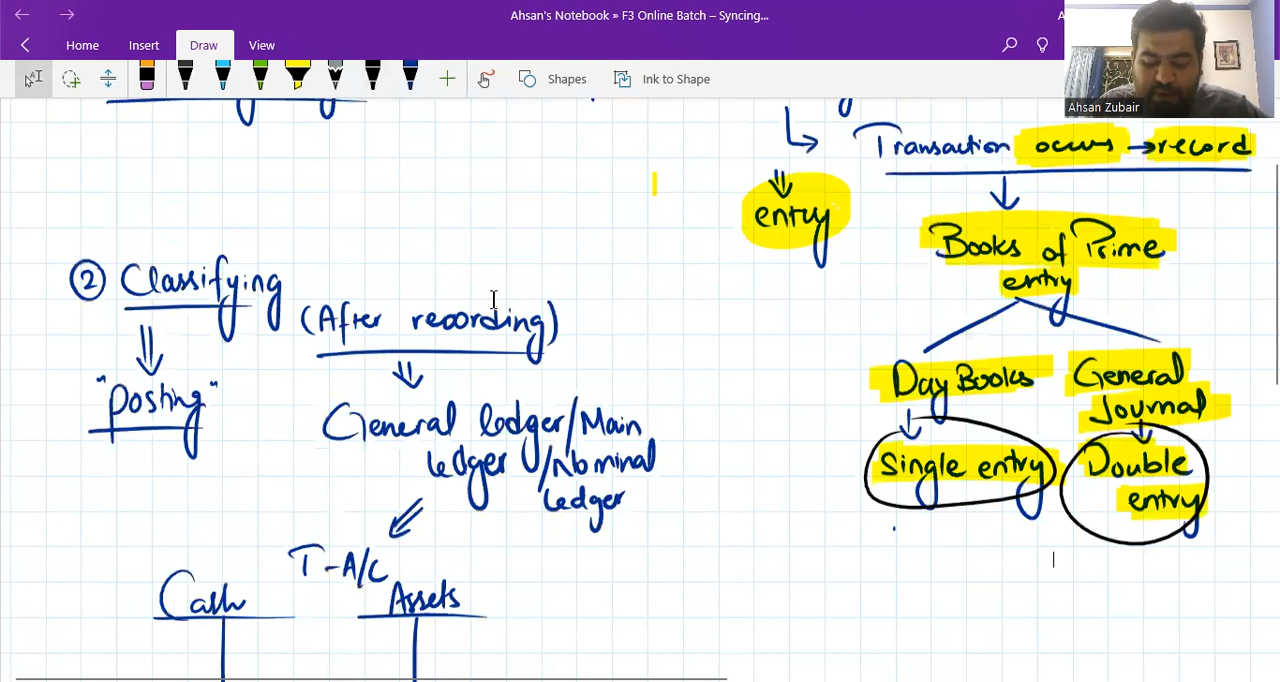 Ahsan's Notebook » F3 Online Batch – Syncing...
Home
Insert
Draw
View
Shapes
Ink to Shape
Ahsan Zubair
Transaction occurs → record
entry
Books of Prime
entry
Day Books
General
Journal
Single entry
Double
entry
② Classifying
(After recording)
"Posting"
General ledger/Main
ledger/Nominal
ledger
T-A/C
Cash
Assets